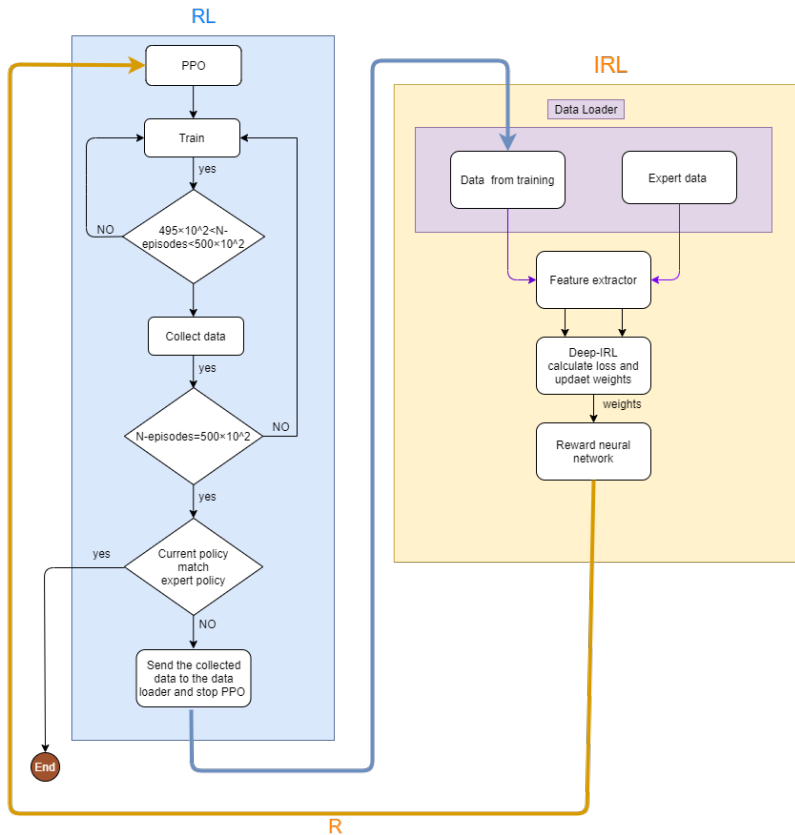 RL
PPO
Train
yes
NO
495×10^2<N-
episodes<500×10^2
Collect data
yes
N-episodes=500×10^2
NO
yes
yes
Current policy
match
expert policy
NO
Send the collected
data to the data
loader and stop PPO
End
IRL
Data Loader
Data from training
Expert data
Feature extractor
Deep-IRL
calculate loss and
updaet weights
weights
Reward neural
network
R